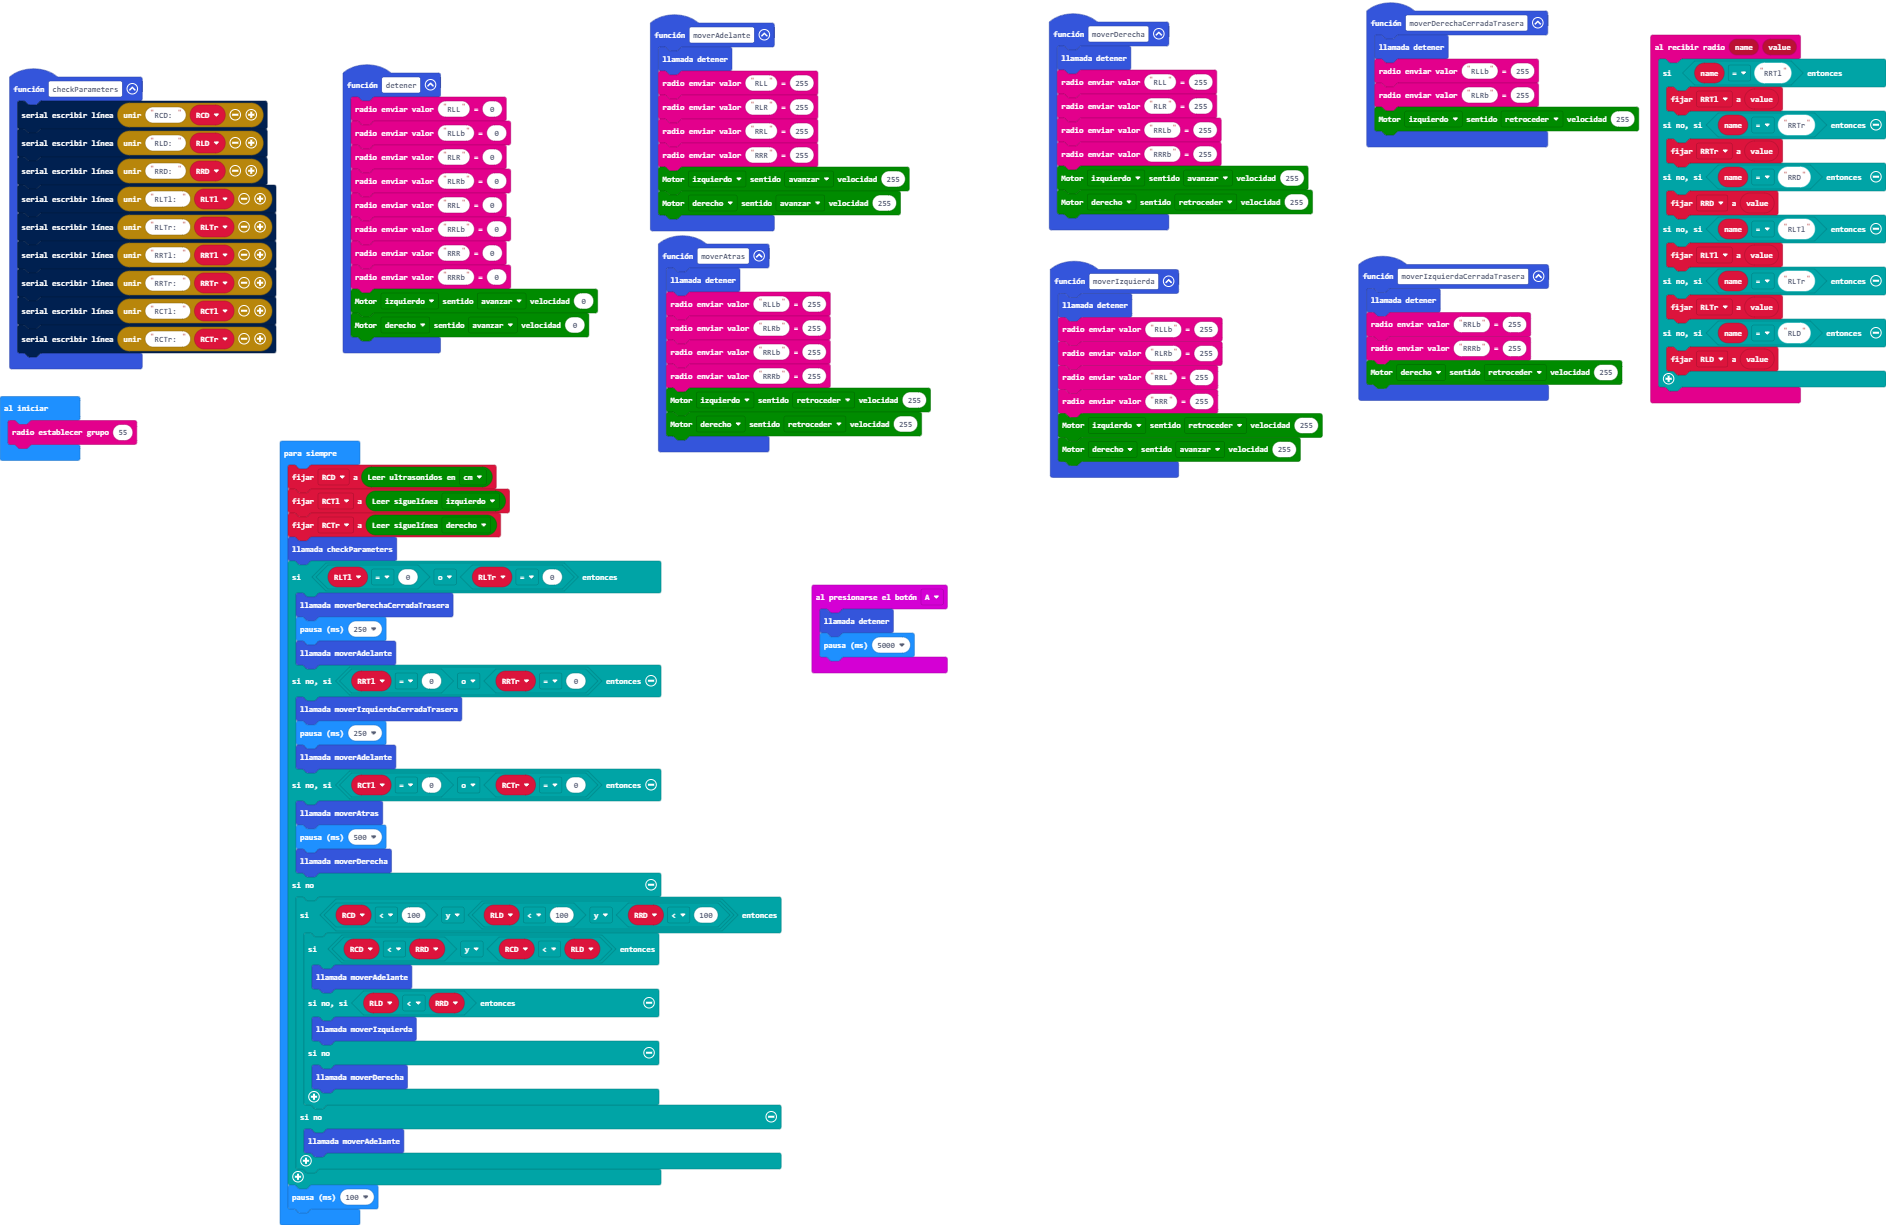 función checkParameters
serial escribir línea unir "RCD: " RCD
serial escribir línea unir "RLD: " RLD
serial escribir línea unir "RRD: " RRD
serial escribir línea unir "RLTl: " RLTl
serial escribir línea unir "RLTr: " RLTr
serial escribir línea unir "RRTl: " RRTl
serial escribir línea unir "RRTr: " RRTr
serial escribir línea unir "RCTl: " RCTl
serial escribir línea unir "RCTr: " RCTr
al iniciar
radio establecer grupo 55
función detener
radio enviar valor "RLL" = 0
radio enviar valor "RLLb" = 0
radio enviar valor "RLR" = 0
radio enviar valor "RLRb" = 0
radio enviar valor "RRL" = 0
radio enviar valor "RRLb" = 0
radio enviar valor "RRR" = 0
radio enviar valor "RRRb" = 0
Motor izquierdo sentido avanzar velocidad 0
Motor derecho sentido avanzar velocidad 0
función moverAdelante
llamada detener
radio enviar valor "RLL" = 255
radio enviar valor "RLR" = 255
radio enviar valor "RRL" = 255
radio enviar valor "RRR" = 255
Motor izquierdo sentido avanzar velocidad 255
Motor derecho sentido avanzar velocidad 255
función moverAtras
llamada detener
radio enviar valor "RLLb" = 255
radio enviar valor "RLRb" = 255
radio enviar valor "RRLb" = 255
radio enviar valor "RRRb" = 255
Motor izquierdo sentido retroceder velocidad 255
Motor derecho sentido retroceder velocidad 255
función moverDerecha
llamada detener
radio enviar valor "RLL" = 255
radio enviar valor "RLR" = 255
radio enviar valor "RRLb" = 255
radio enviar valor "RRRb" = 255
Motor izquierdo sentido avanzar velocidad 255
Motor derecho sentido retroceder velocidad 255
función moverIzquierda
llamada detener
radio enviar valor "RLLb" = 255
radio enviar valor "RLRb" = 255
radio enviar valor "RRL" = 255
radio enviar valor "RRR" = 255
Motor izquierdo sentido retroceder velocidad 255
Motor derecho sentido avanzar velocidad 255
función moverDerechaCerradaTrasera
llamada detener
radio enviar valor "RLLb" = 255
radio enviar valor "RLRb" = 255
Motor izquierdo sentido retroceder velocidad 255
función moverIzquierdaCerradaTrasera
llamada detener
radio enviar valor "RRLb" = 255
radio enviar valor "RRRb" = 255
Motor derecho sentido retroceder velocidad 255
al recibir radio name value
si name = "RRTl" entonces
fijar RRTl a value
si no, si name = "RRTr" entonces
fijar RRTr a value
si no, si name = "RRD" entonces
fijar RRD a value
si no, si name = "RLTl" entonces
fijar RLTl a value
si no, si name = "RLTr" entonces
fijar RLTr a value
si no, si name = "RLD" entonces
fijar RLD a value
para siempre
fijar RCD a Leer ultrasonidos en cm
fijar RCTl a Leer siguelínea izquierdo
fijar RCTr a Leer siguelínea derecho
llamada checkParameters
si RLTl = 0 o RLTr = 0 entonces
llamada moverDerechaCerradaTrasera
pausa (ms) 250
llamada moverAdelante
si no, si RRTl = 0 o RRTr = 0 entonces
llamada moverIzquierdaCerradaTrasera
pausa (ms) 250
llamada moverAdelante
si no, si RCTl = 0 o RCTr = 0 entonces
llamada moverAtras
pausa (ms) 500
llamada moverDerecha
si no
si RCD < 100 y RLD < 100 y RRD < 100 entonces
si RCD < RRD y RCD < RLD entonces
llamada moverAdelante
si no, si RLD < RRD entonces
llamada moverIzquierda
si no
llamada moverDerecha
si no
llamada moverAdelante
pausa (ms) 100
al presionarse el botón A
llamada detener
pausa (ms) 5000